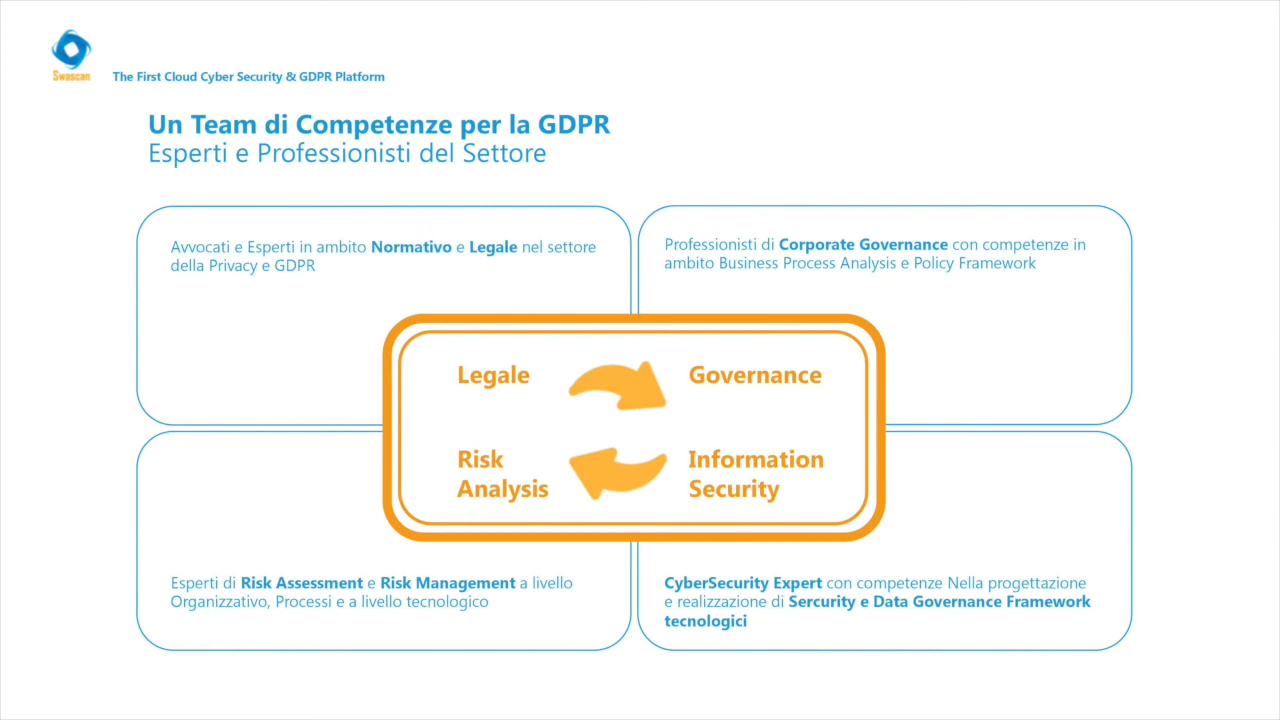 Swascan
The First Cloud Cyber Security & GDPR Platform
Un Team di Competenze per la GDPR
Esperti e Professionisti del Settore
Avvocati e Esperti in ambito Normativo e Legale nel settore
della Privacy e GDPR
Professionisti di Corporate Governance con competenze in
ambito Business Process Analysis e Policy Framework
Legale
Governance
Risk
Analysis
Information
Security
Esperti di Risk Assessment e Risk Management a livello
Organizzativo, Processi e a livello tecnologico
CyberSecurity Expert con competenze Nella progettazione
e realizzazione di Sercurity e Data Governance Framework
tecnologici